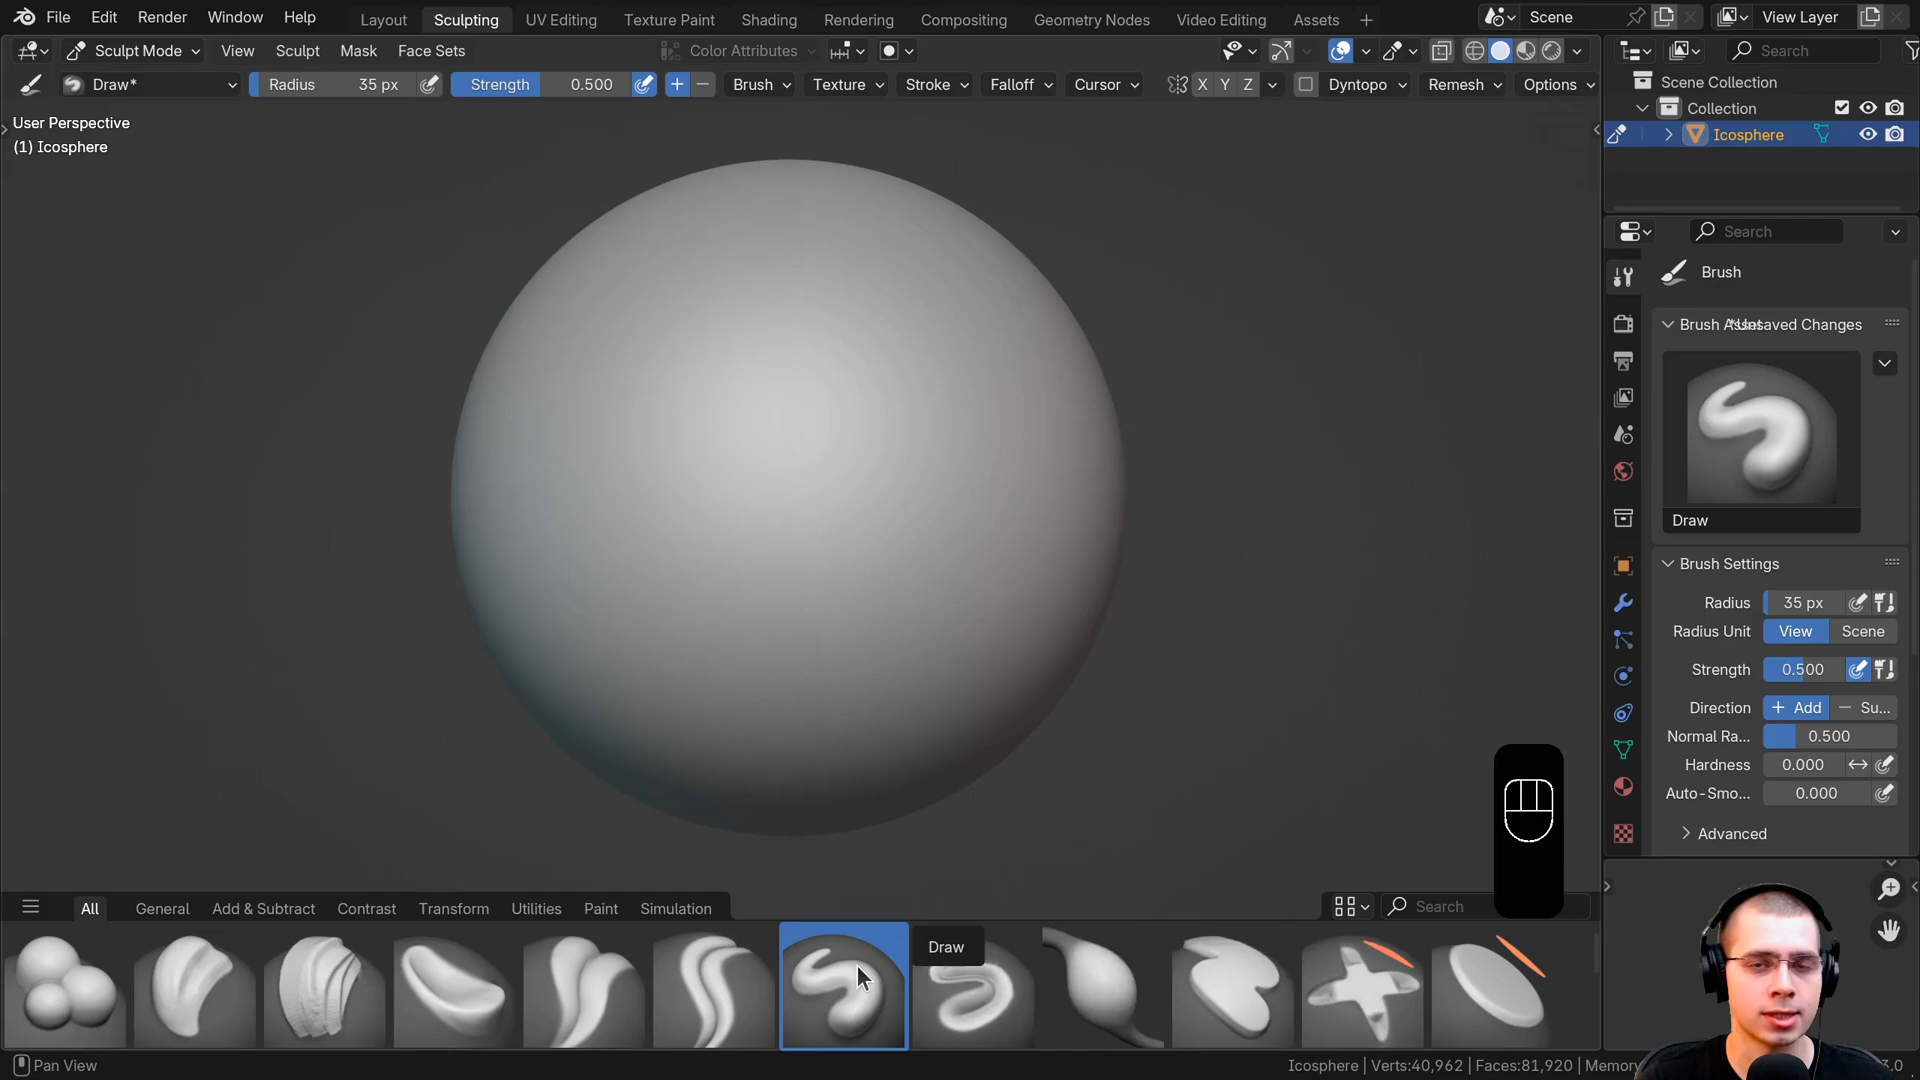 File Edit Render Window Help Layout Sculpting UV Editing Texture Paint Shading Rendering Compositing Geometry Nodes Video Editing Assets + Scene View Layer
Sculpt Mode View Sculpt Mask Face Sets Color Attributes Search
Draw* Radius 35 px Strength 0.500 + − Brush Texture Stroke Falloff Cursor X Y Z Dyntopo Remesh Options
Scene Collection
Collection
Icosphere
User Perspective
(1) Icosphere
Search
Brush
Brush Unsaved Changes
Draw
Brush Settings
Radius 35 px
Radius Unit View Scene
Strength 0.500
Direction + Add − Su...
Normal Ra... 0.500
Hardness 0.000
Auto-Smo... 0.000
Advanced
All General Add & Subtract Contrast Transform Utilities Paint Simulation Search
Draw
Pan View
Icosphere | Verts:40,962 | Faces:81,920 | Memory